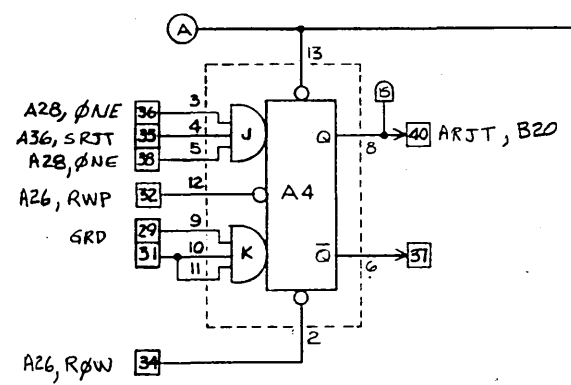 A
13
A28, ØNE 36 3
A36, SRJT 35 4 J
A28, ØNE 38 5
15
Q 8 40 ARJT, B20
A26, RWP 32 12 A4
GRD 29 9
31 10 K
11
Q̅ 6 37
2
A26, RØW 34